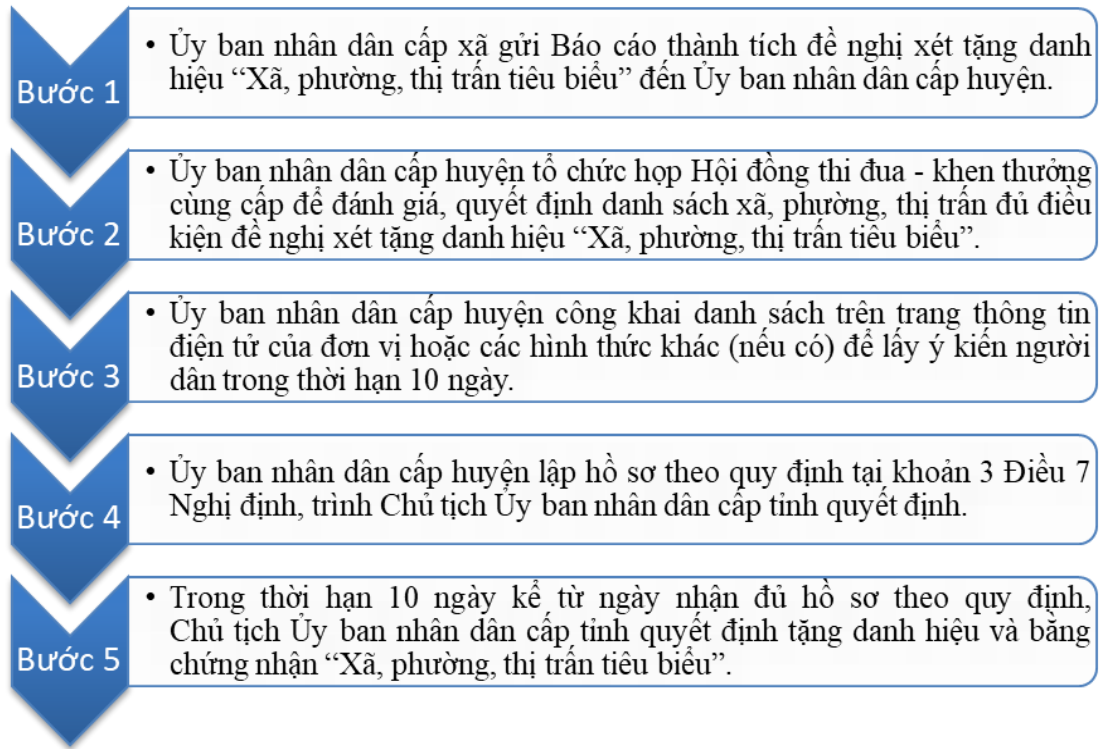 Bước 1
• Ủy ban nhân dân cấp xã gửi Báo cáo thành tích đề nghị xét tặng danh
hiệu “Xã, phường, thị trấn tiêu biểu” đến Ủy ban nhân dân cấp huyện.
Bước 2
• Ủy ban nhân dân cấp huyện tổ chức họp Hội đồng thi đua - khen thưởng
cùng cấp để đánh giá, quyết định danh sách xã, phường, thị trấn đủ điều
kiện đề nghị xét tặng danh hiệu “Xã, phường, thị trấn tiêu biểu”.
Bước 3
• Ủy ban nhân dân cấp huyện công khai danh sách trên trang thông tin
điện tử của đơn vị hoặc các hình thức khác (nếu có) để lấy ý kiến người
dân trong thời hạn 10 ngày.
Bước 4
• Ủy ban nhân dân cấp huyện lập hồ sơ theo quy định tại khoản 3 Điều 7
Nghị định, trình Chủ tịch Ủy ban nhân dân cấp tỉnh quyết định.
Bước 5
• Trong thời hạn 10 ngày kể từ ngày nhận đủ hồ sơ theo quy định,
Chủ tịch Ủy ban nhân dân cấp tỉnh quyết định tặng danh hiệu và bằng
chứng nhận “Xã, phường, thị trấn tiêu biểu”.